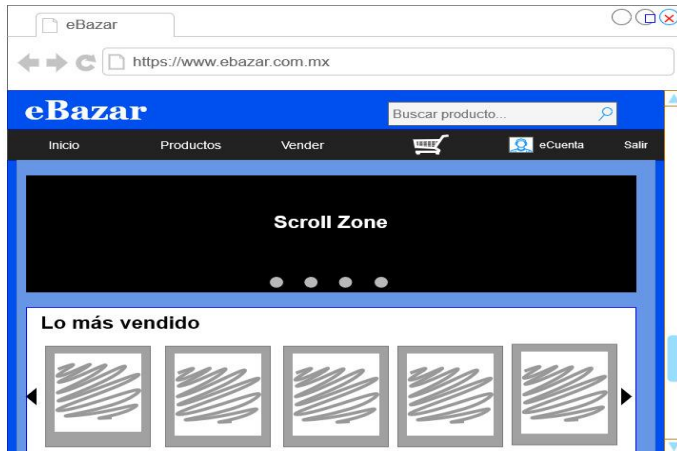 eBazar
https://www.ebazar.com.mx
eBazar
Buscar producto...
Inicio Productos Vender eCuenta Salir
Scroll Zone
Lo más vendido